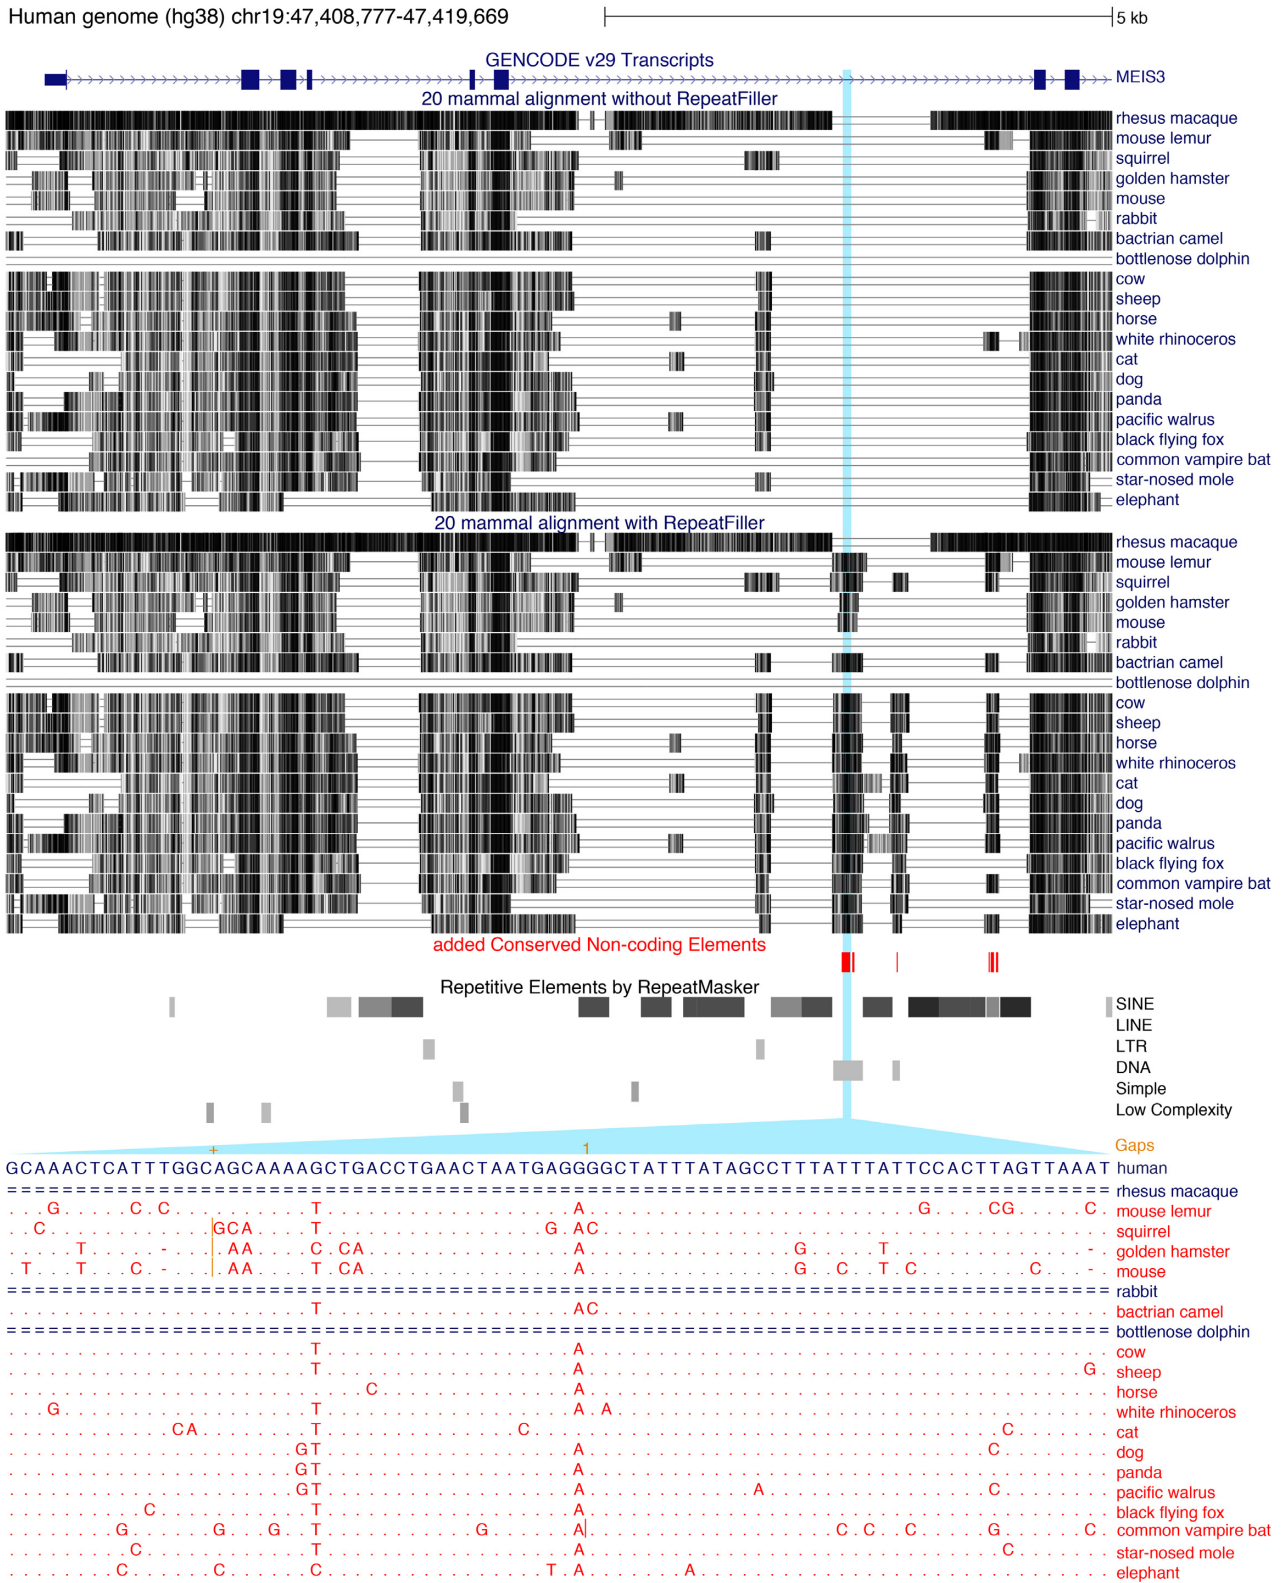 Human genome (hg38) chr19:47,408,777-47,419,669
5 kb
GENCODE v29 Transcripts
MEIS3
20 mammal alignment without RepeatFiller
rhesus macaque
mouse lemur
squirrel
golden hamster
mouse
rabbit
bactrian camel
bottlenose dolphin
cow
sheep
horse
white rhinoceros
cat
dog
panda
pacific walrus
black flying fox
common vampire bat
star-nosed mole
elephant
20 mammal alignment with RepeatFiller
rhesus macaque
mouse lemur
squirrel
golden hamster
mouse
rabbit
bactrian camel
bottlenose dolphin
cow
sheep
horse
white rhinoceros
cat
dog
panda
pacific walrus
black flying fox
common vampire bat
star-nosed mole
elephant
added Conserved Non-coding Elements
Repetitive Elements by RepeatMasker
SINE
LINE
LTR
DNA
Simple
Low Complexity
+ 1 Gaps
GCAAACTCATTTGGCAGCAAAAGCTGACCTGAACTAATGAGGGGCTATTTATAGCCTTTATTTATTCCACTTAGTTAAAT human
rhesus macaque
G C C T A G C G C mouse lemur
C G C A T G A C squirrel
T - A A C C A A G T - golden hamster
T T C - A A T C A A G C T C C - mouse
rabbit
T A C bactrian camel
bottlenose dolphin
T A cow
T A G sheep
C A horse
G T A A white rhinoceros
C A T C C cat
G T A C dog
G T A panda
G T A A C pacific walrus
C T A black flying fox
G G G T G A C C C G C common vampire bat
C T A C star-nosed mole
C C C T A A elephant